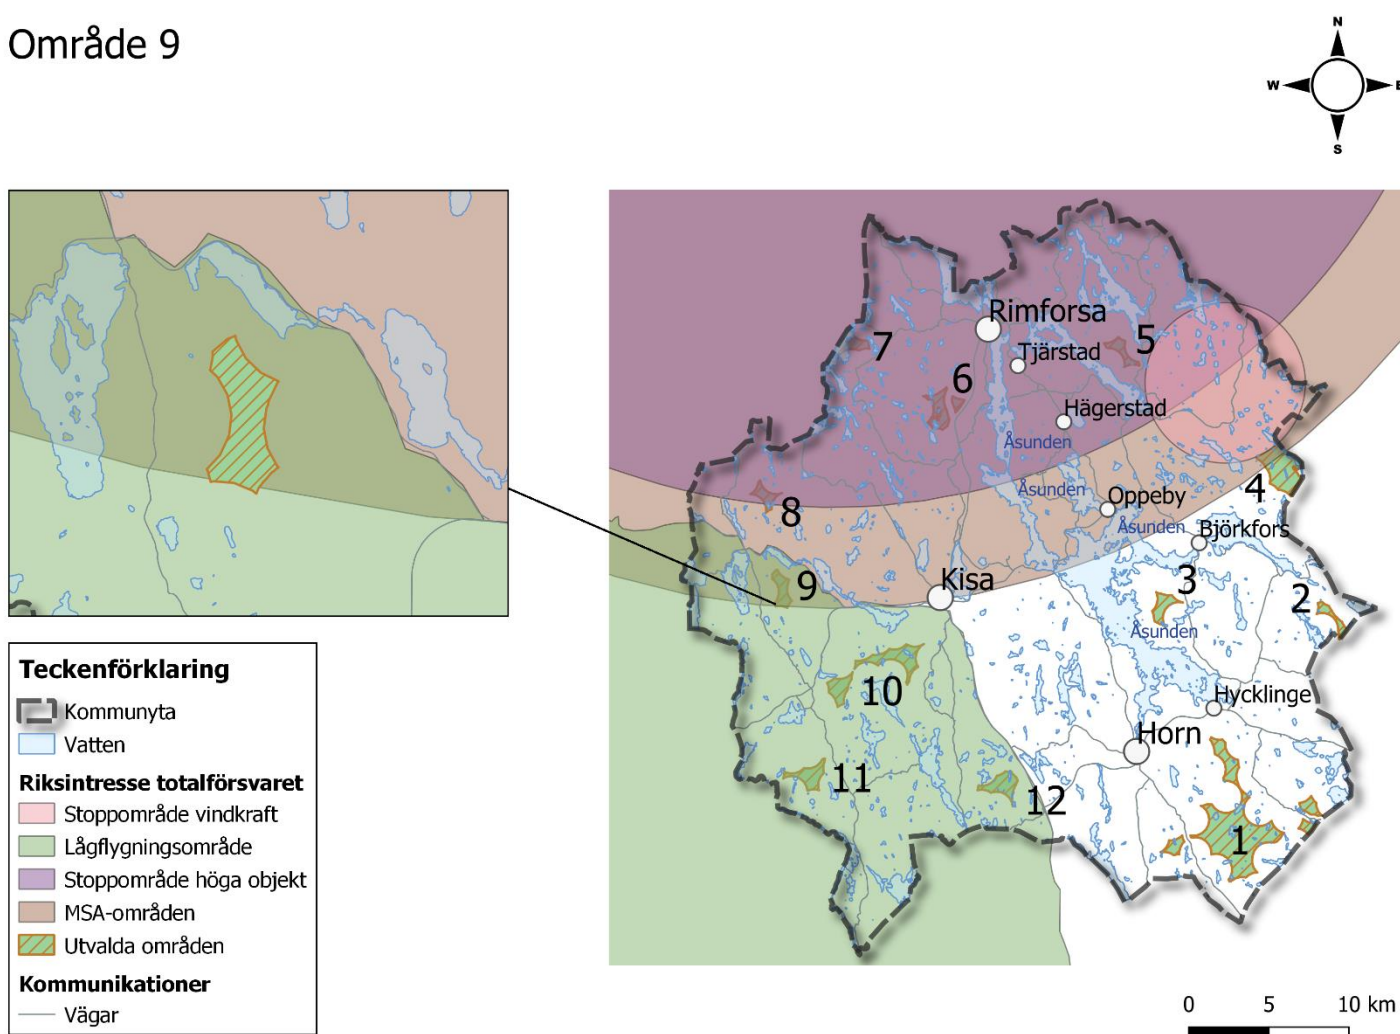 Område 9
N
W
E
S
Rimforsa
Tjärstad
Hägerstad
Åsunden
Åsunden
Oppeby
Åsunden
Björkfors
Kisa
Åsunden
Hycklinge
Horn
1
2
3
4
5
6
7
8
9
10
11
12
Teckenförklaring
Kommunyta
Vatten
Riksintresse totalförsvaret
Stoppområde vindkraft
Lågflygningsområde
Stoppområde höga objekt
MSA-områden
Utvalda områden
Kommunikationer
Vägar
0 5 10 km